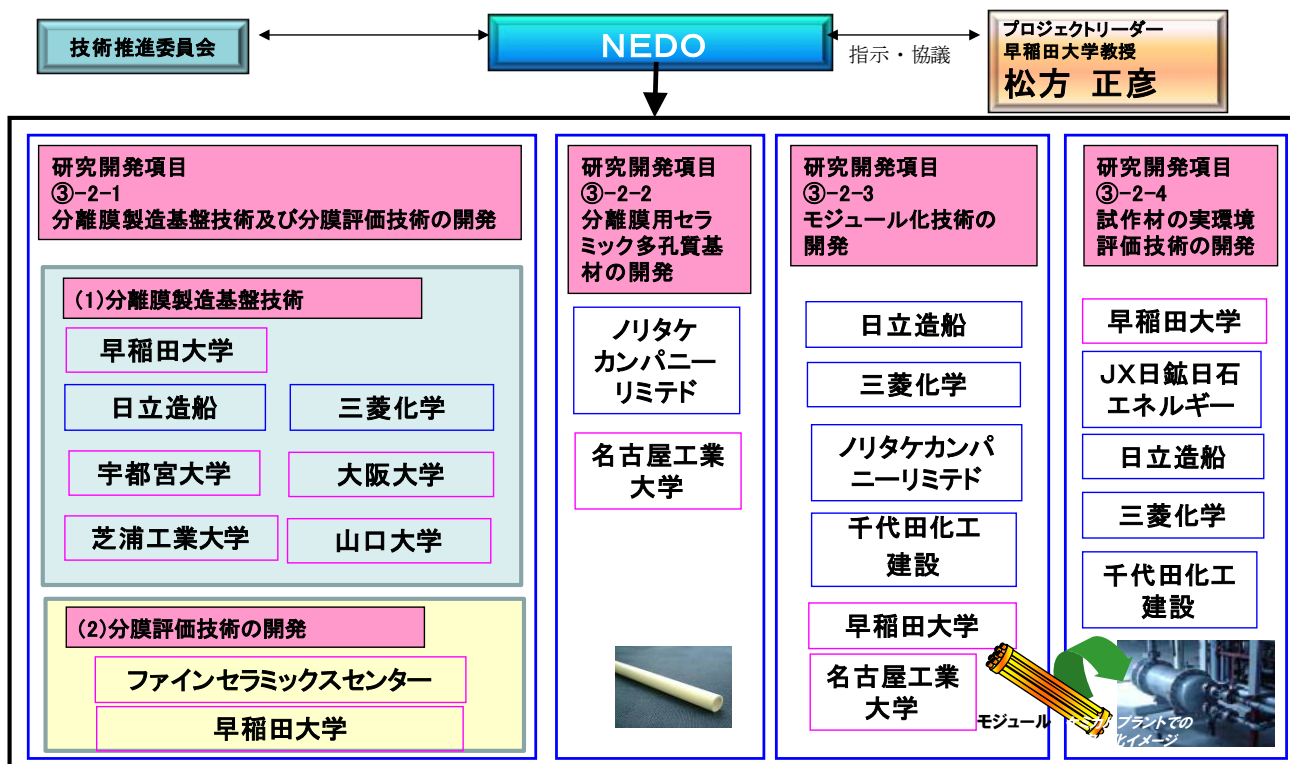 技術推進委員会
NEDO
指示・協議
プロジェクトリーダー
早稲田大学教授
松方 正彦
研究開発項目
③-2-1
分離膜製造基盤技術及び分膜評価技術の開発
(1)分離膜製造基盤技術
早稲田大学
日立造船
三菱化学
宇都宮大学
大阪大学
芝浦工業大学
山口大学
(2)分膜評価技術の開発
ファインセラミックスセンター
早稲田大学
研究開発項目
③-2-2
分離膜用セラ
ミック多孔質基
材の開発
ノリタケ
カンパニー
リミテド
名古屋工業
大学
研究開発項目
③-2-3
モジュール化技術の
開発
日立造船
三菱化学
ノリタケカンパ
ニーリミテド
千代田化工
建設
早稲田大学
名古屋工業
大学
モジュール
研究開発項目
③-2-4
試作材の実環境
評価技術の開発
早稲田大学
JX日鉱日石
エネルギー
日立造船
三菱化学
千代田化工
建設
プラントでの
化イメージ